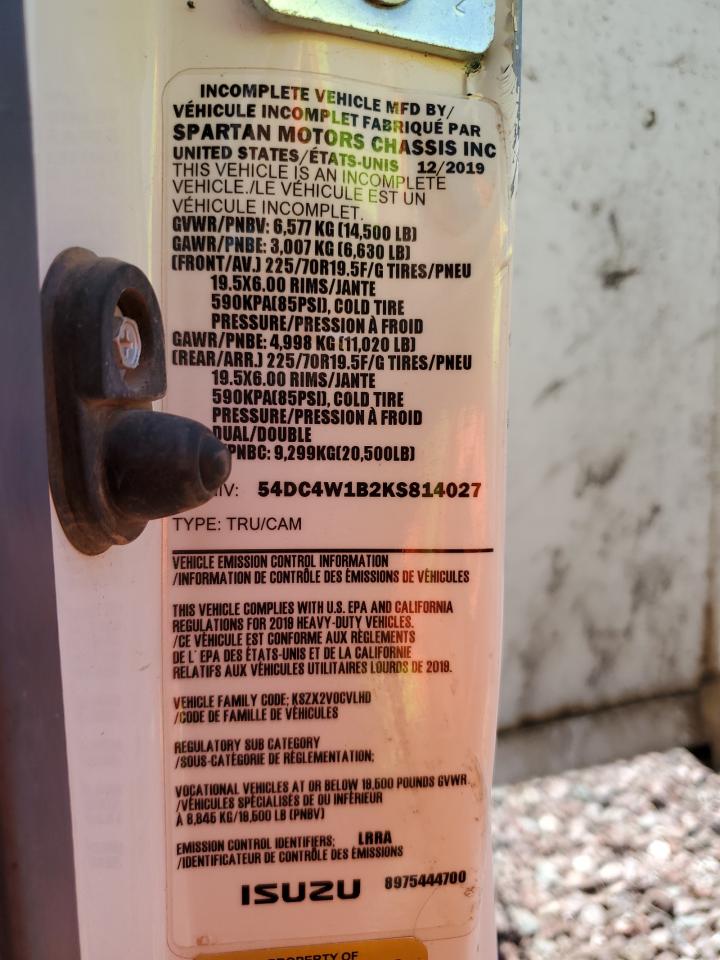 INCOMPLETE VEHICLE MFD BY/
VÉHICULE INCOMPLET FABRIQUÉ PAR
SPARTAN MOTORS CHASSIS INC
UNITED STATES/ÉTATS-UNIS 12/2019
THIS VEHICLE IS AN INCOMPLETE
VEHICLE./LE VÉHICULE EST UN
VÉHICULE INCOMPLET.
GVWR/PNBV: 6,577 KG (14,500 LB)
GAWR/PNBE: 3,007 KG (6,630 LB)
(FRONT/AV.) 225/70R19.5F/G TIRES/PNEU
19.5X6.00 RIMS/JANTE
590KPA(85PSI), COLD TIRE
PRESSURE/PRESSION À FROID
GAWR/PNBE: 4,998 KG (11,020 LB)
(REAR/ARR.) 225/70R19.5F/G TIRES/PNEU
19.5X6.00 RIMS/JANTE
590KPA(85PSI), COLD TIRE
PRESSURE/PRESSION À FROID
DUAL/DOUBLE
/PNBC: 9,299KG(20,500LB)
IV: 54DC4W1B2KS814027
TYPE: TRU/CAM
VEHICLE EMISSION CONTROL INFORMATION
/INFORMATION DE CONTRÔLE DES ÉMISSIONS DE VÉHICULES
THIS VEHICLE COMPLIES WITH U.S. EPA AND CALIFORNIA
REGULATIONS FOR 2019 HEAVY-DUTY VEHICLES.
/CE VÉHICULE EST CONFORME AUX RÈGLEMENTS
DE L' EPA DES ÉTATS-UNIS ET DE LA CALIFORNIE
RELATIFS AUX VÉHICULES UTILITAIRES LOURDS DE 2019.
VEHICLE FAMILY CODE; KSZX2VOCVLHD
/CODE DE FAMILLE DE VÉHICULES
REGULATORY SUB CATEGORY
/SOUS-CATÉGORIE DE RÉGLEMENTATION;
VOCATIONAL VEHICLES AT OR BELOW 19,500 POUNDS GVWR
/VÉHICULES SPÉCIALISÉS DE OU INFÉRIEUR
À 8,845 KG/19,500 LB (PNBV)
EMISSION CONTROL IDENTIFIERS; LRRA
/IDENTIFICATEUR DE CONTRÔLE DES ÉMISSIONS
ISUZU 8975444700
PROPERTY OF